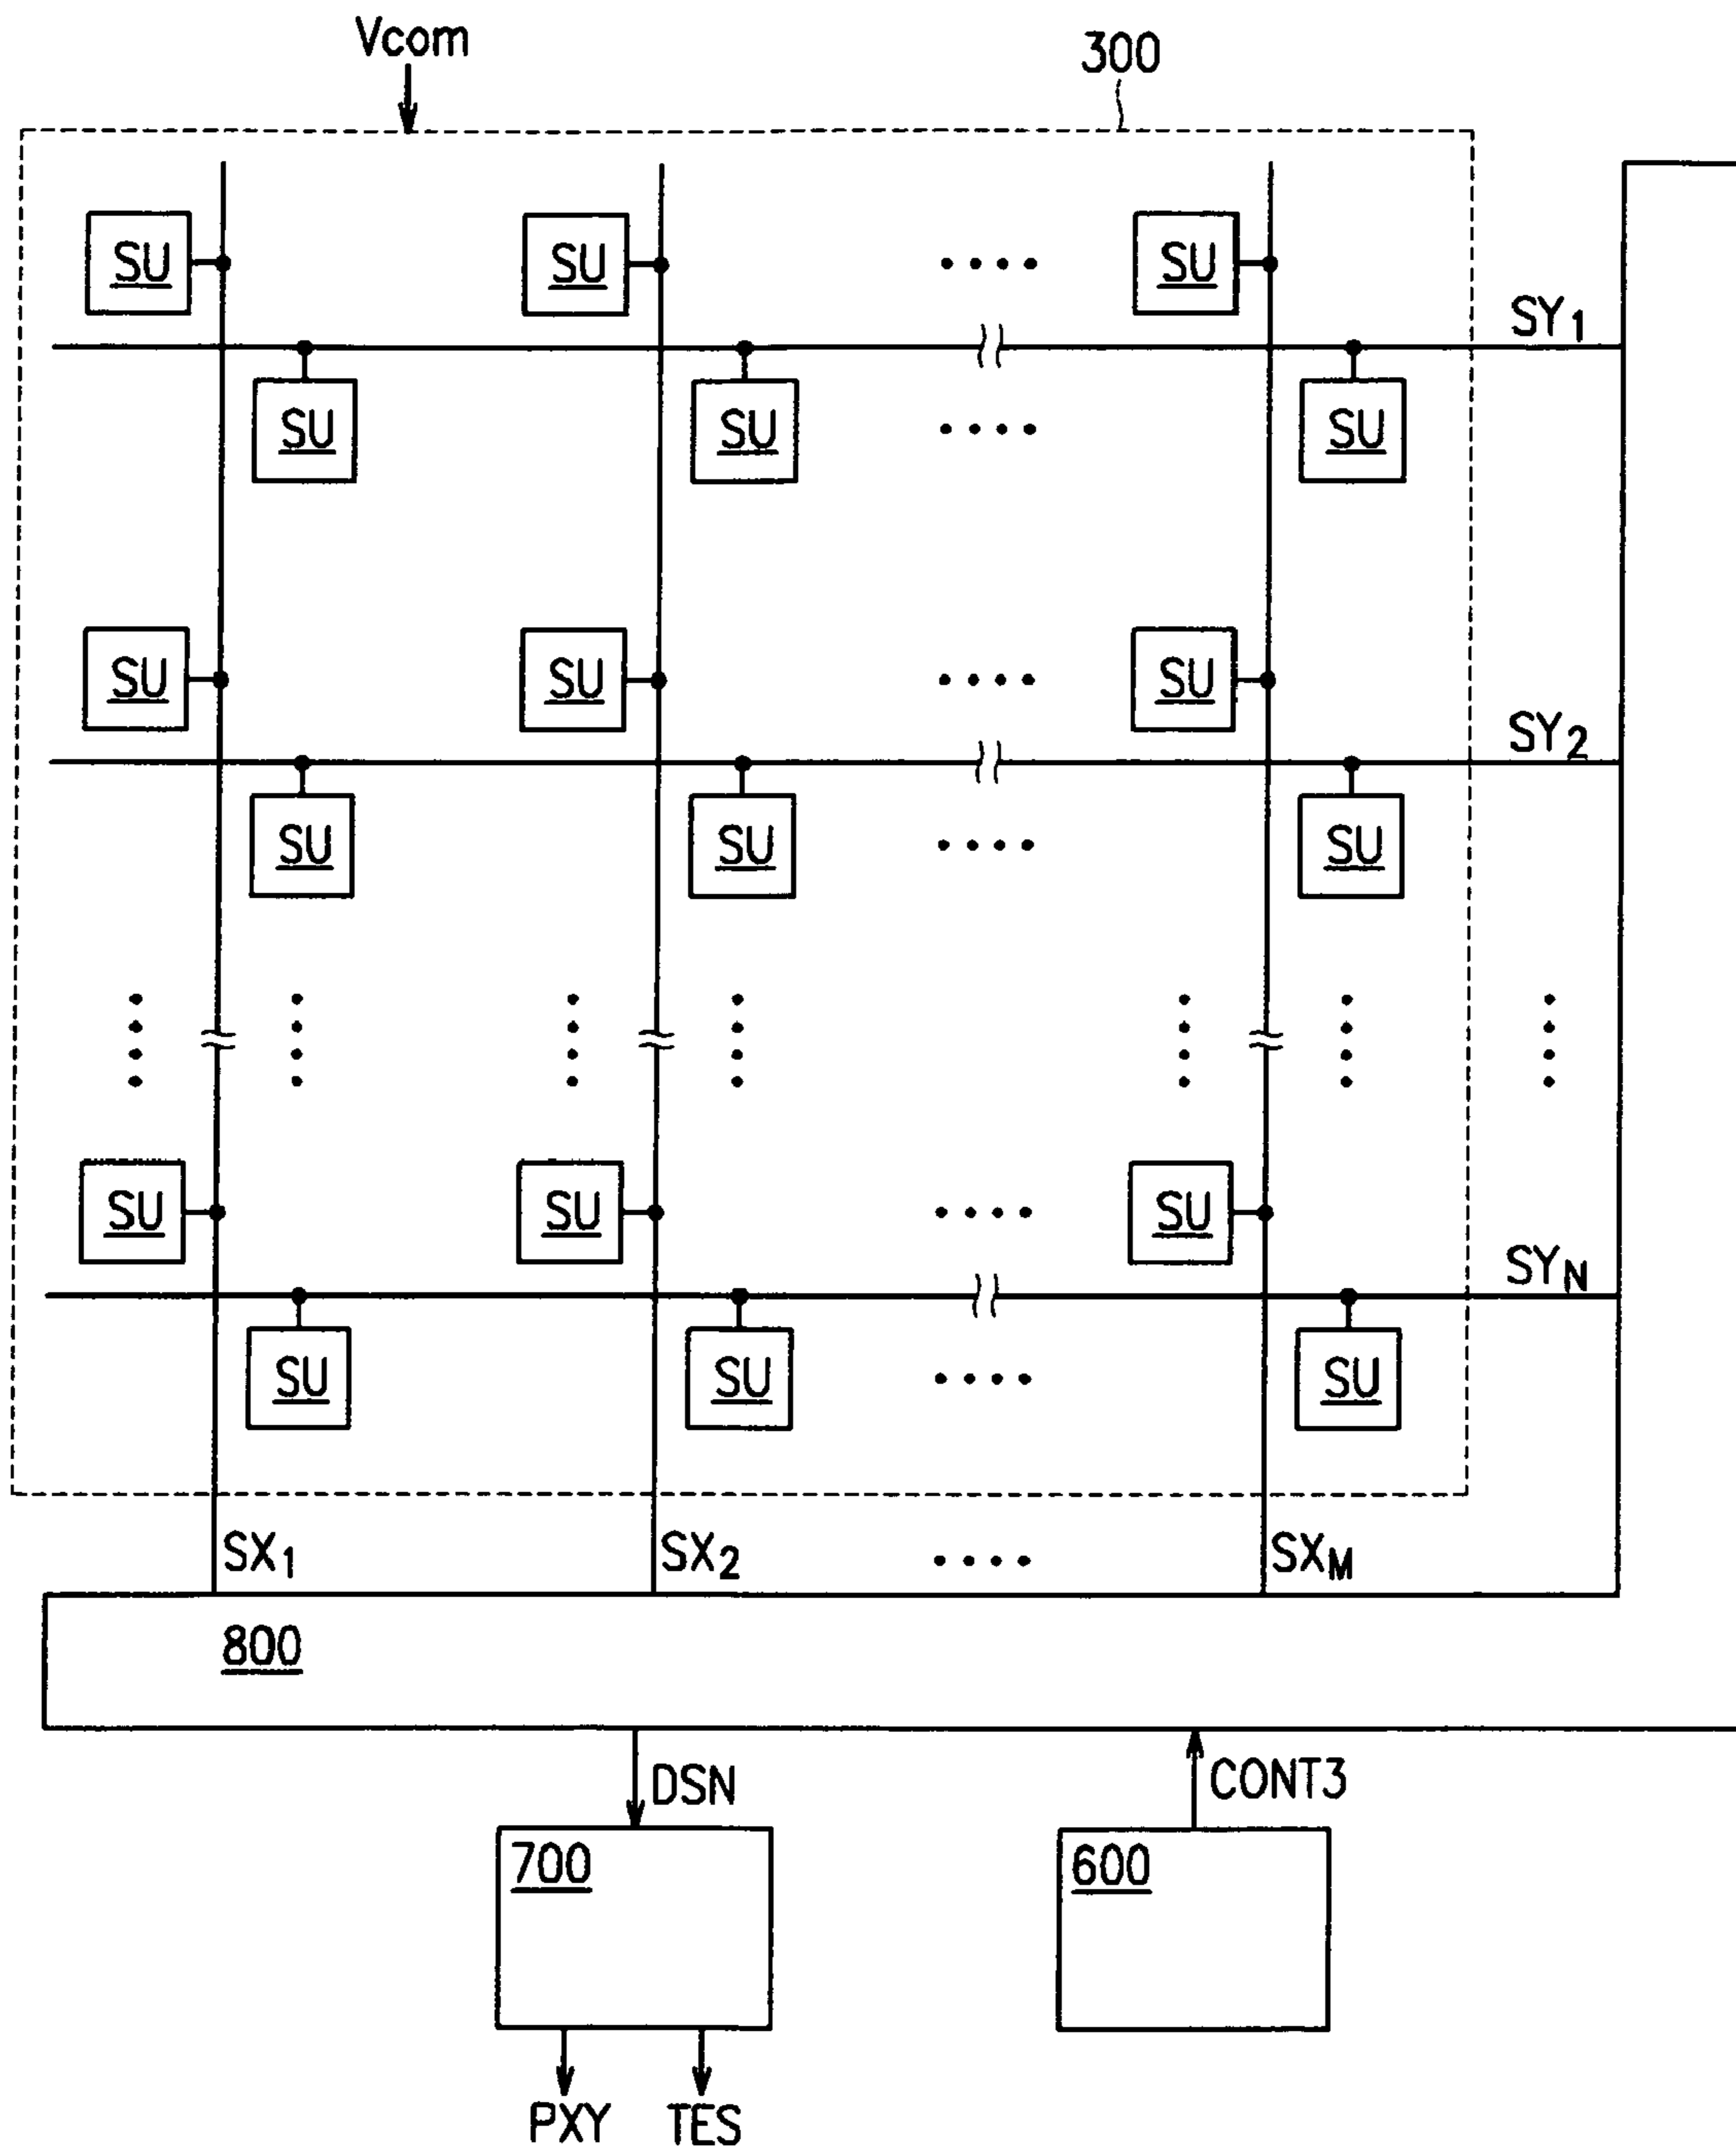 Vcom
300
SU SU •••• SU
SY1
SU SU •••• SU
SU SU •••• SU
SY2
SU SU •••• SU
SU SU •••• SU
SYN
SU SU •••• SU
SX1 SX2 •••• SXM
800
DSN CONT3
700 600
PXY TES